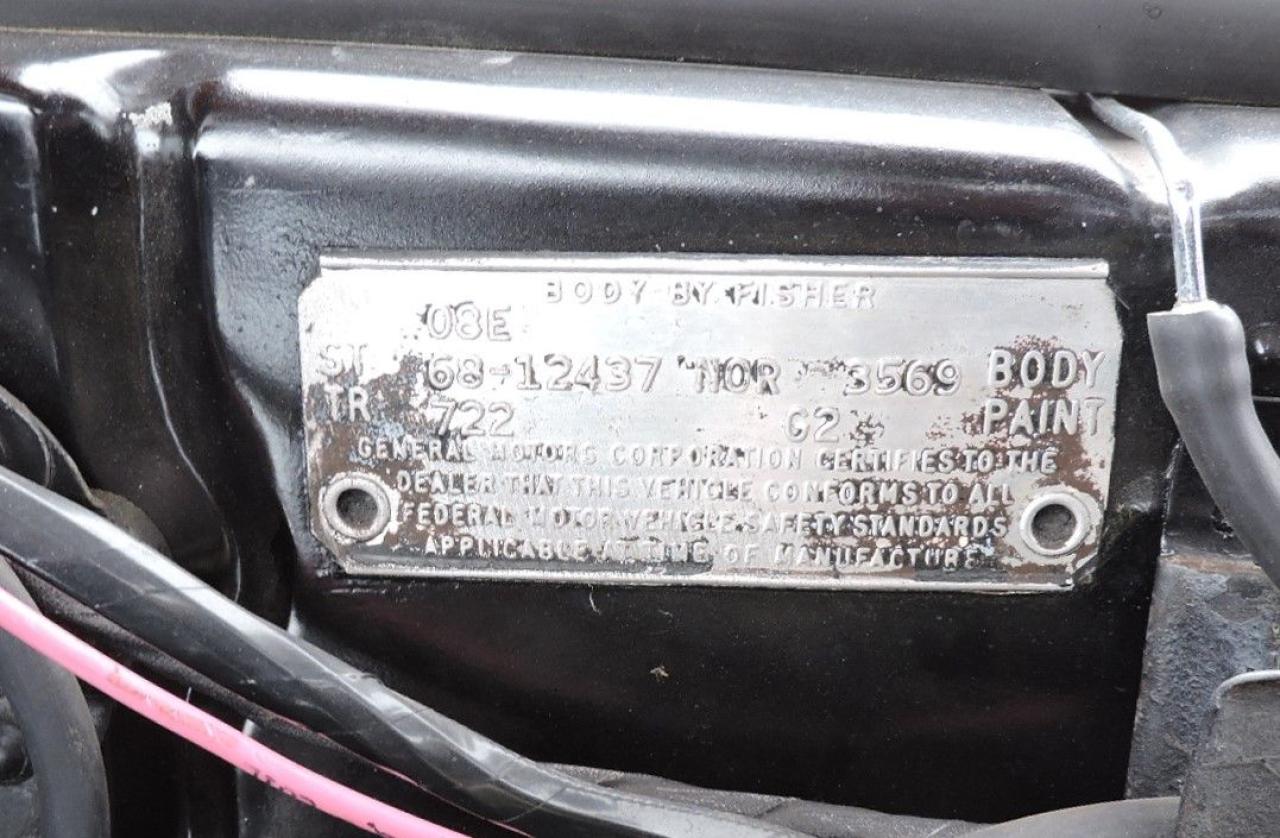 BODY BY FISHER
08E
ST 68-12437 NOR 3569 BODY
TR 722 G2 PAINT
GENERAL MOTORS CORPORATION CERTIFIES TO THE
DEALER THAT THIS VEHICLE CONFORMS TO ALL
FEDERAL MOTOR VEHICLE SAFETY STANDARDS
APPLICABLE AT TIME OF MANUFACTURE